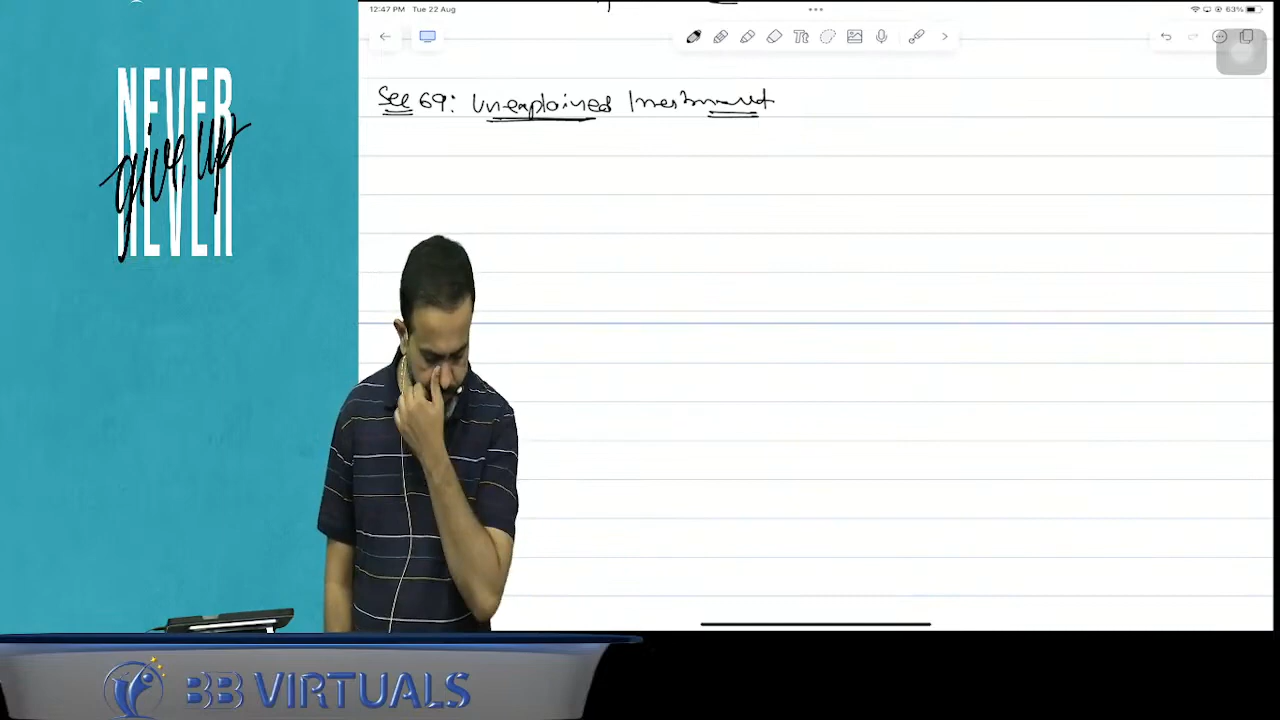 12:47 PM Tue 22 Aug
63%
Sec 69: Unexplained Investment
NEVER
give up
NEVER
BB VIRTUALS